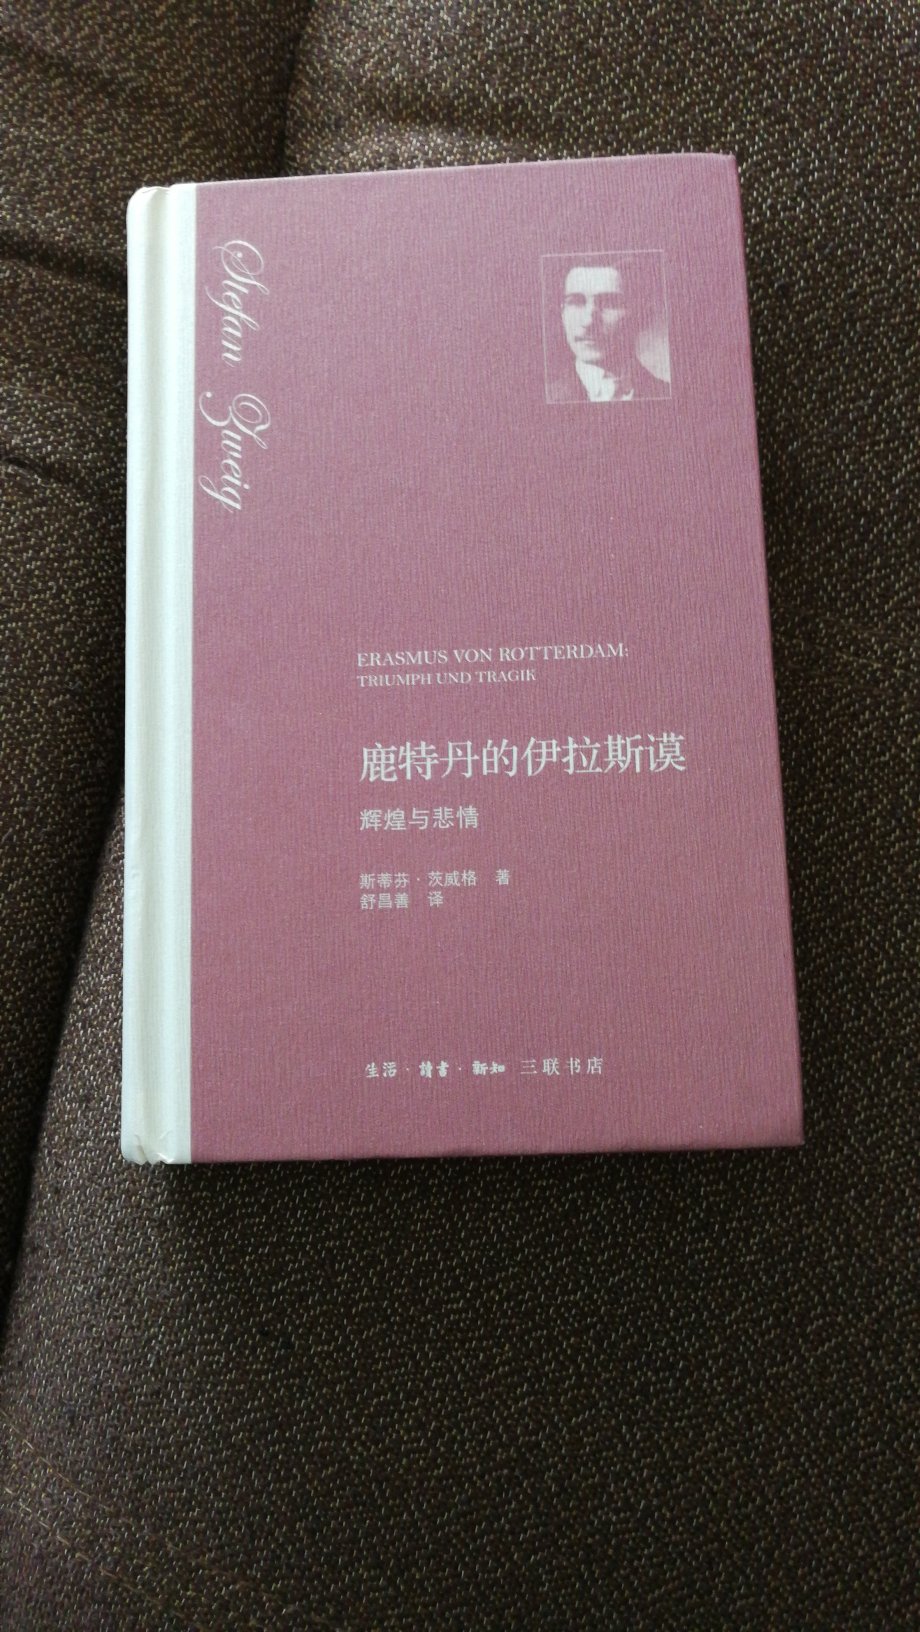 Stefan Zweig
ERASMUS VON ROTTERDAM:
TRIUMPH UND TRAGIK
鹿特丹的伊拉斯谟
辉煌与悲情
斯蒂芬·茨威格 著
舒昌善 译
生活·讀書·新知 三联书店